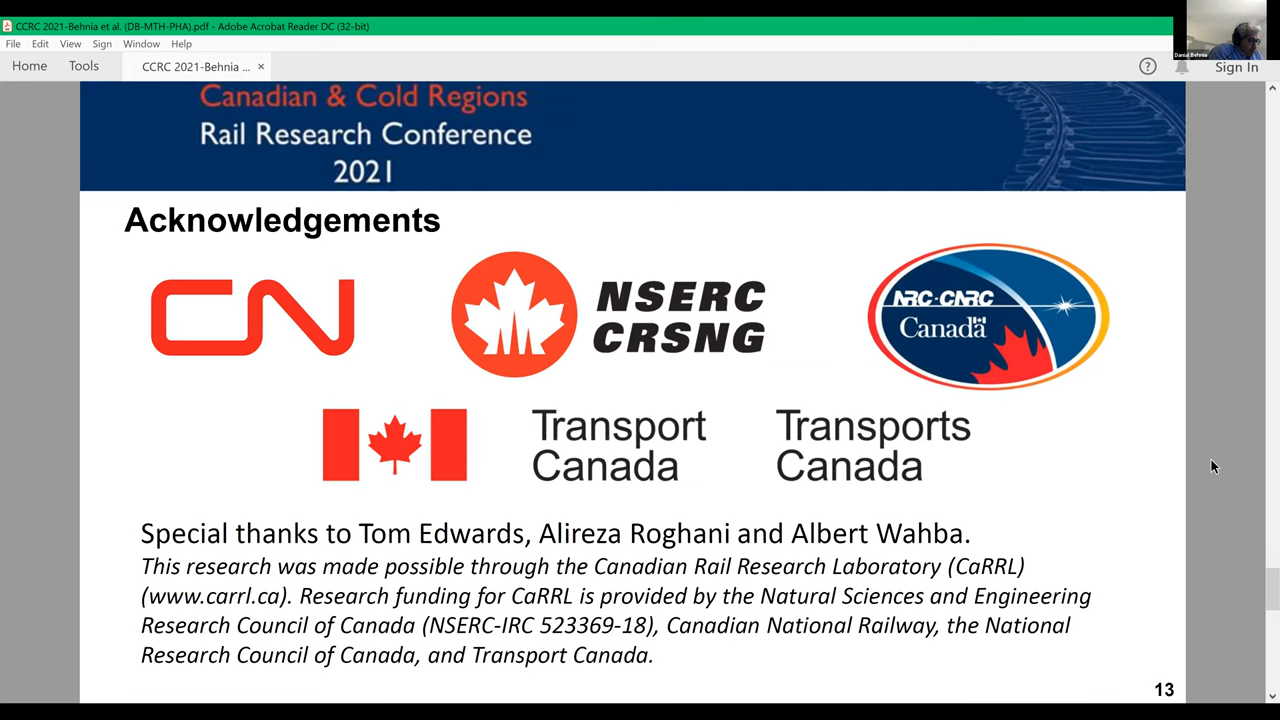 CCRC 2021-Behnia et al. (DB-MTH-PHA).pdf - Adobe Acrobat Reader DC (32-bit)
File Edit View Sign Window Help
Home Tools CCRC 2021-Behnia ... × ? Sign In
Danial Behnia
Canadian & Cold Regions
Rail Research Conference
2021
Acknowledgements
CN
NSERC
CRSNG
NRC·CNRC
Canada
Transport
Canada
Transports
Canada
Special thanks to Tom Edwards, Alireza Roghani and Albert Wahba.
This research was made possible through the Canadian Rail Research Laboratory (CaRRL)
(www.carrl.ca). Research funding for CaRRL is provided by the Natural Sciences and Engineering
Research Council of Canada (NSERC-IRC 523369-18), Canadian National Railway, the National
Research Council of Canada, and Transport Canada.
13